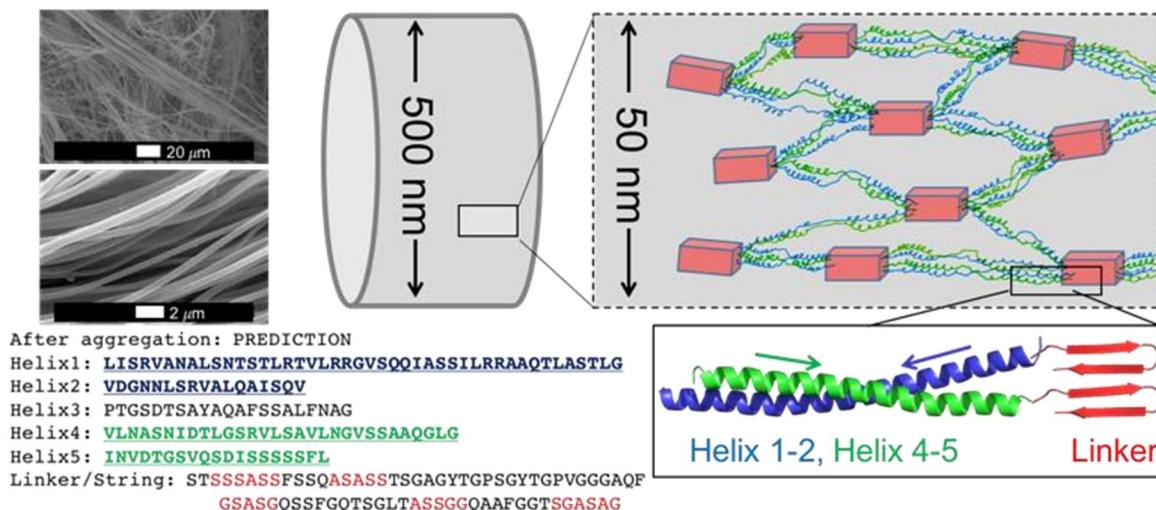 20 μm
2 μm
500 nm
50 nm
After aggregation: PREDICTION
Helix1: LISRVANALSNTSTLRTVLRRGVSQQIASSILRRAAQTLASTLG
Helix2: VDGNNLSRVALQAISQV
Helix3: PTGSDTSAYAQAFSSALFNAG
Helix4: VLNASNIDTLGSRVLSAVLNGVSSAAQGLG
Helix5: INVDTGSVQSDISSSSSFL
Linker/String: STSSSASSFSSQASASSTSGAGYTGPSGYTGPVGGGAQF
GSASGQSSFGQTSGLTASSGGQAAFGGTSGASAG
Helix 1-2, Helix 4-5
Linker